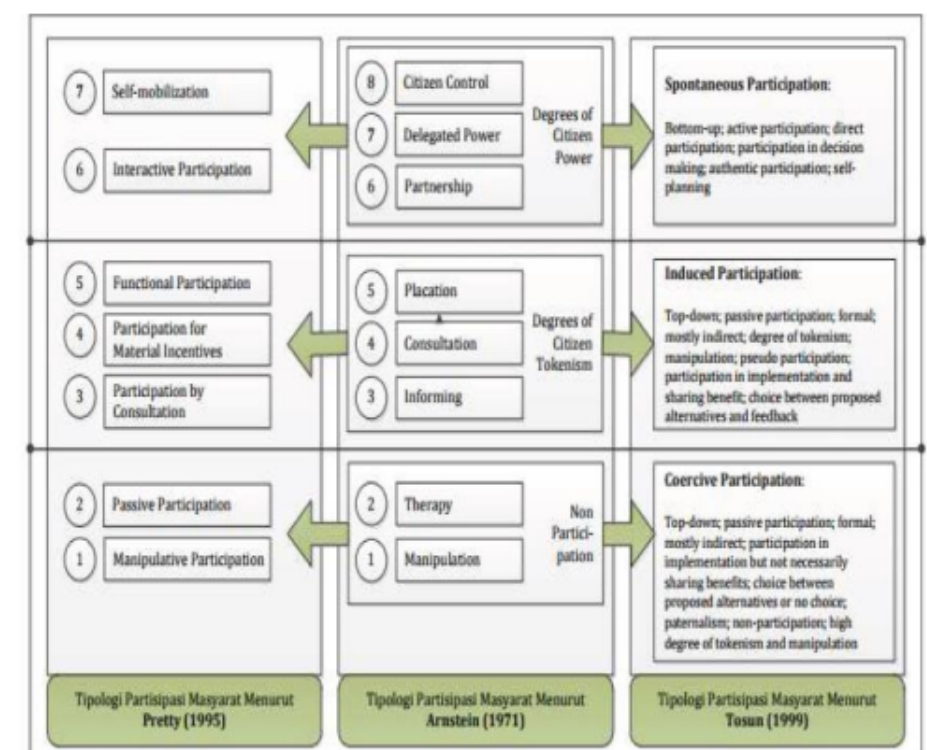 7
Self-mobilization
6
Interactive Participation
5
Functional Participation
4
Participation for
Material Incentives
3
Participation by
Consultation
2
Passive Participation
1
Manipulative Participation
Tipologi Partisipasi Masyarat Menurut
Pretty (1995)
8
Citizen Control
7
Delegated Power
6
Partnership
Degrees of
Citizen
Power
5
Placation
4
Consultation
3
Informing
Degrees of
Citizen
Tokenism
2
Therapy
1
Manipulation
Non
Partici-
pation
Tipologi Partisipasi Masyarat Menurut
Arnstein (1971)
Spontaneous Participation:
Bottom-up; active participation; direct
participation; participation in decision
making; authentic participation; self-
planning
Induced Participation:
Top-down; passive participation; formal;
mostly indirect; degree of tokenism;
manipulation; pseudo participation;
participation in implementation and
sharing benefit; choice between proposed
alternatives and feedback
Coercive Participation:
Top-down; passive participation; formal;
mostly indirect; participation in
implementation but not necessarily
sharing benefits; choice between
proposed alternatives or no choice;
paternalism; non-participation; high
degree of tokenism and manipulation
Tipologi Partisipasi Masyarat Menurut
Tosun (1999)